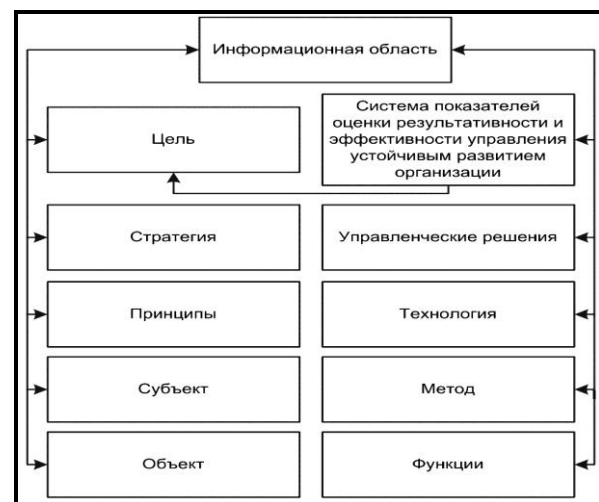 Информационная область
Цель
Система показателей
оценки результативности и
эффективности управления
устойчивым развитием
организации
Стратегия
Управленческие решения
Принципы
Технология
Субъект
Метод
Объект
Функции